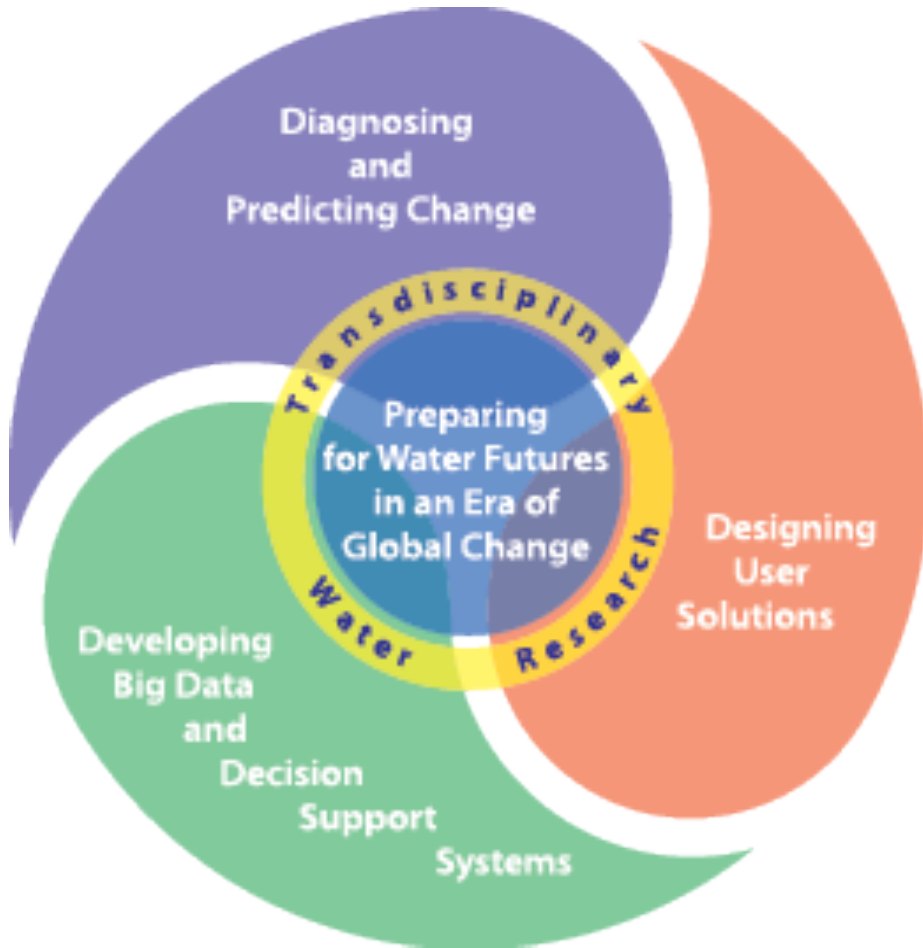 Diagnosing
and
Predicting Change
Transdisciplinary
Water Research
Preparing
for Water Futures
in an Era of
Global Change
Designing
User
Solutions
Developing
Big Data
and
Decision
Support
Systems